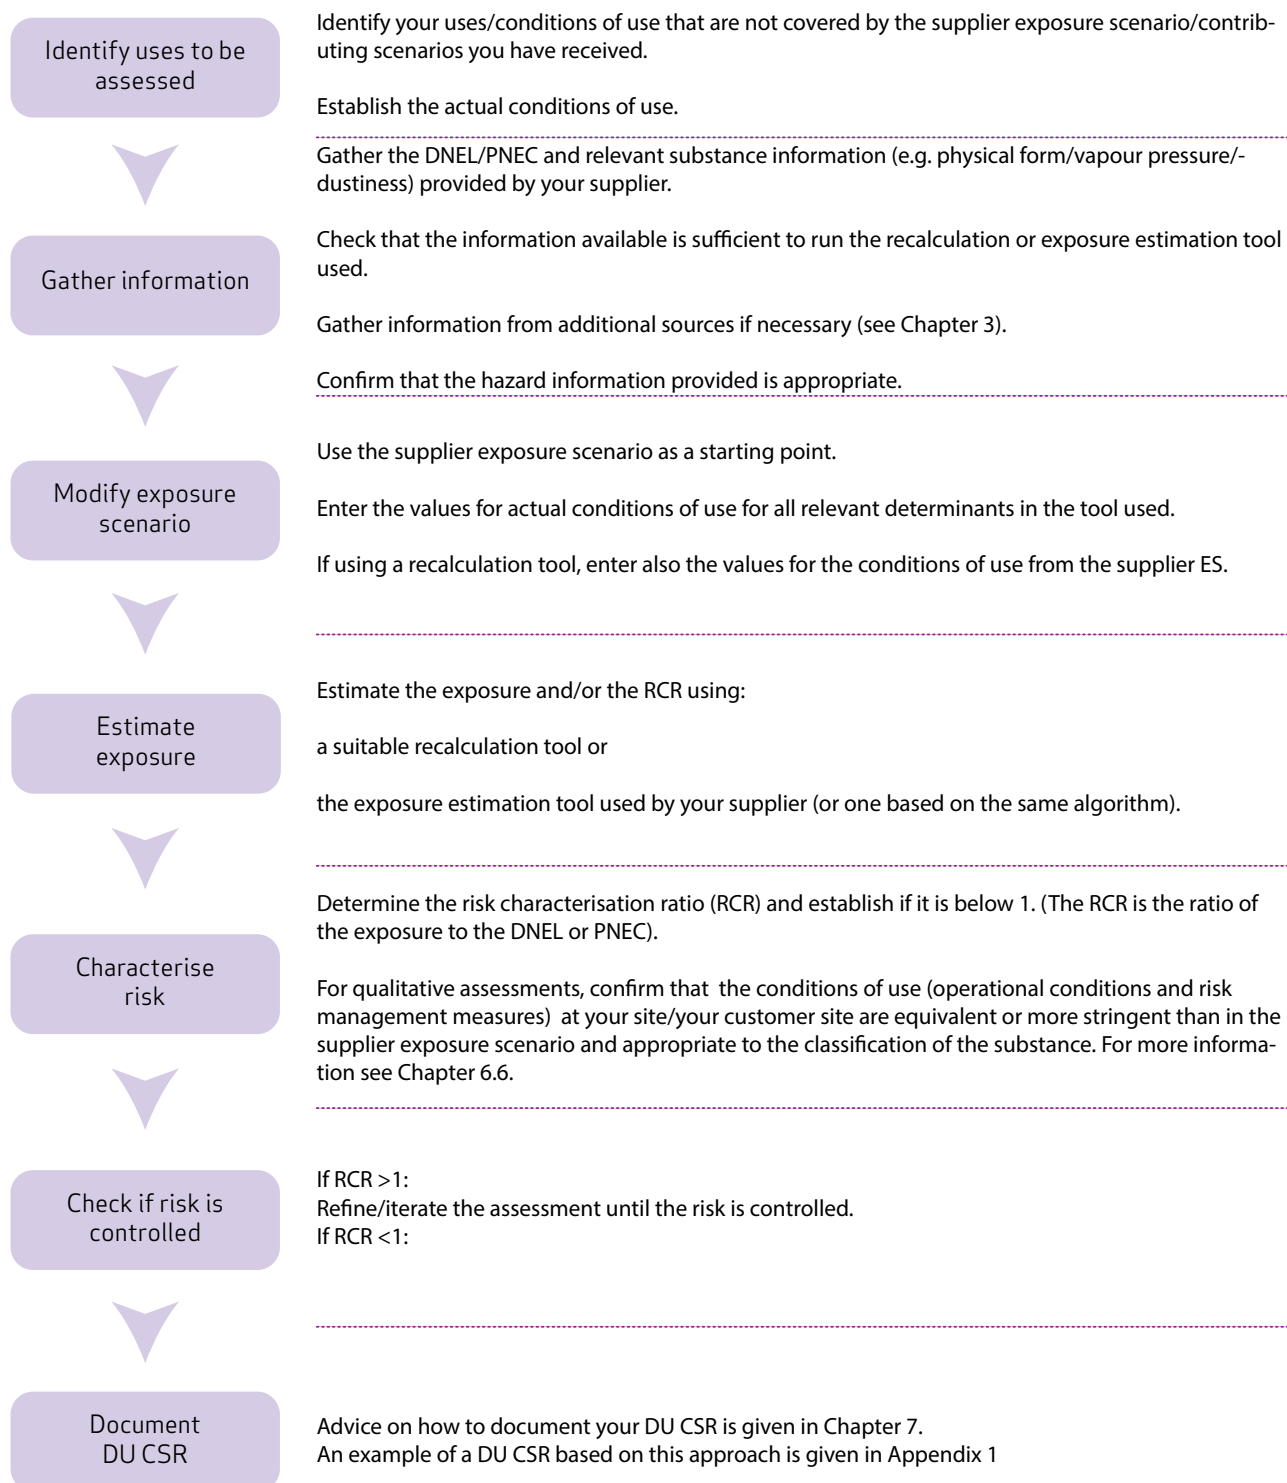 Identify uses to be
assessed
Identify your uses/conditions of use that are not covered by the supplier exposure scenario/contrib-
uting scenarios you have received.
Establish the actual conditions of use.
Gather information
Gather the DNEL/PNEC and relevant substance information (e.g. physical form/vapour pressure/-
dustiness) provided by your supplier.
Check that the information available is sufficient to run the recalculation or exposure estimation tool
used.
Gather information from additional sources if necessary (see Chapter 3).
Confirm that the hazard information provided is appropriate.
Modify exposure
scenario
Use the supplier exposure scenario as a starting point.
Enter the values for actual conditions of use for all relevant determinants in the tool used.
If using a recalculation tool, enter also the values for the conditions of use from the supplier ES.
Estimate
exposure
Estimate the exposure and/or the RCR using:
a suitable recalculation tool or
the exposure estimation tool used by your supplier (or one based on the same algorithm).
Characterise
risk
Determine the risk characterisation ratio (RCR) and establish if it is below 1. (The RCR is the ratio of
the exposure to the DNEL or PNEC).
For qualitative assessments, confirm that the conditions of use (operational conditions and risk
management measures) at your site/your customer site are equivalent or more stringent than in the
supplier exposure scenario and appropriate to the classification of the substance. For more informa-
tion see Chapter 6.6.
Check if risk is
controlled
If RCR >1:
Refine/iterate the assessment until the risk is controlled.
If RCR <1:
Document
DU CSR
Advice on how to document your DU CSR is given in Chapter 7.
An example of a DU CSR based on this approach is given in Appendix 1